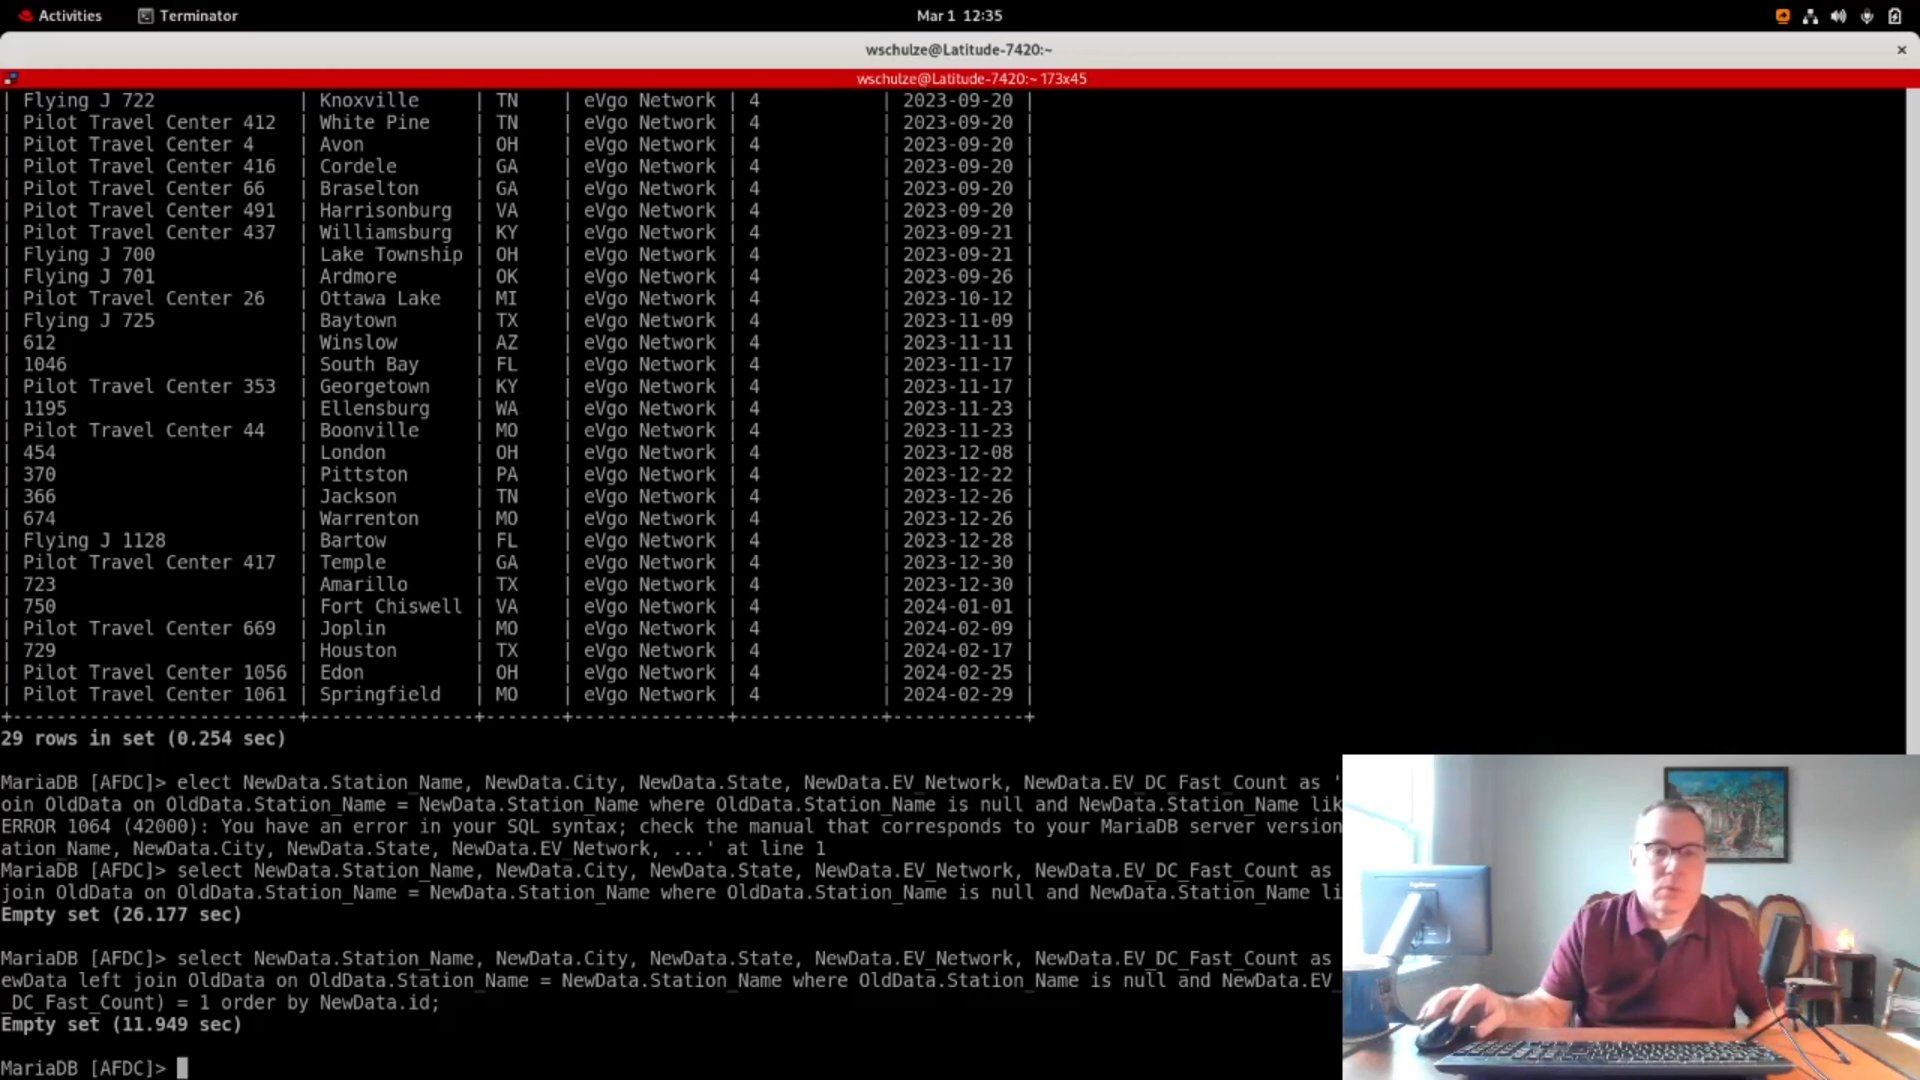 Activities Terminator Mar 1 12:35
wschulze@Latitude-7420:~ ×
wschulze@Latitude-7420:~ 173x45
| Flying J 722 | Knoxville | TN | eVgo Network | 4 | 2023-09-20 |
| Pilot Travel Center 412 | White Pine | TN | eVgo Network | 4 | 2023-09-20 |
| Pilot Travel Center 4 | Avon | OH | eVgo Network | 4 | 2023-09-20 |
| Pilot Travel Center 416 | Cordele | GA | eVgo Network | 4 | 2023-09-20 |
| Pilot Travel Center 66 | Braselton | GA | eVgo Network | 4 | 2023-09-20 |
| Pilot Travel Center 491 | Harrisonburg | VA | eVgo Network | 4 | 2023-09-20 |
| Pilot Travel Center 437 | Williamsburg | KY | eVgo Network | 4 | 2023-09-21 |
| Flying J 700 | Lake Township | OH | eVgo Network | 4 | 2023-09-21 |
| Flying J 701 | Ardmore | OK | eVgo Network | 4 | 2023-09-26 |
| Pilot Travel Center 26 | Ottawa Lake | MI | eVgo Network | 4 | 2023-10-12 |
| Flying J 725 | Baytown | TX | eVgo Network | 4 | 2023-11-09 |
| 612 | Winslow | AZ | eVgo Network | 4 | 2023-11-11 |
| 1046 | South Bay | FL | eVgo Network | 4 | 2023-11-17 |
| Pilot Travel Center 353 | Georgetown | KY | eVgo Network | 4 | 2023-11-17 |
| 1195 | Ellensburg | WA | eVgo Network | 4 | 2023-11-23 |
| Pilot Travel Center 44 | Boonville | MO | eVgo Network | 4 | 2023-11-23 |
| 454 | London | OH | eVgo Network | 4 | 2023-12-08 |
| 370 | Pittston | PA | eVgo Network | 4 | 2023-12-22 |
| 366 | Jackson | TN | eVgo Network | 4 | 2023-12-26 |
| 674 | Warrenton | MO | eVgo Network | 4 | 2023-12-26 |
| Flying J 1128 | Bartow | FL | eVgo Network | 4 | 2023-12-28 |
| Pilot Travel Center 417 | Temple | GA | eVgo Network | 4 | 2023-12-30 |
| 723 | Amarillo | TX | eVgo Network | 4 | 2023-12-30 |
| 750 | Fort Chiswell | VA | eVgo Network | 4 | 2024-01-01 |
| Pilot Travel Center 669 | Joplin | MO | eVgo Network | 4 | 2024-02-09 |
| 729 | Houston | TX | eVgo Network | 4 | 2024-02-17 |
| Pilot Travel Center 1056 | Edon | OH | eVgo Network | 4 | 2024-02-25 |
| Pilot Travel Center 1061 | Springfield | MO | eVgo Network | 4 | 2024-02-29 |
+--------------------------+---------------+-------+--------------+-------------+------------+
29 rows in set (0.254 sec)
MariaDB [AFDC]> elect NewData.Station_Name, NewData.City, NewData.State, NewData.EV_Network, NewData.EV_DC_Fast_Count as '
oin OldData on OldData.Station_Name = NewData.Station_Name where OldData.Station_Name is null and NewData.Station_Name lik
ERROR 1064 (42000): You have an error in your SQL syntax; check the manual that corresponds to your MariaDB server version
ation_Name, NewData.City, NewData.State, NewData.EV_Network, ...' at line 1
MariaDB [AFDC]> select NewData.Station_Name, NewData.City, NewData.State, NewData.EV_Network, NewData.EV_DC_Fast_Count as
join OldData on OldData.Station_Name = NewData.Station_Name where OldData.Station_Name is null and NewData.Station_Name li
Empty set (26.177 sec)
MariaDB [AFDC]> select NewData.Station_Name, NewData.City, NewData.State, NewData.EV_Network, NewData.EV_DC_Fast_Count as
ewData left join OldData on OldData.Station_Name = NewData.Station_Name where OldData.Station_Name is null and NewData.EV_
_DC_Fast_Count) = 1 order by NewData.id;
Empty set (11.949 sec)
MariaDB [AFDC]>